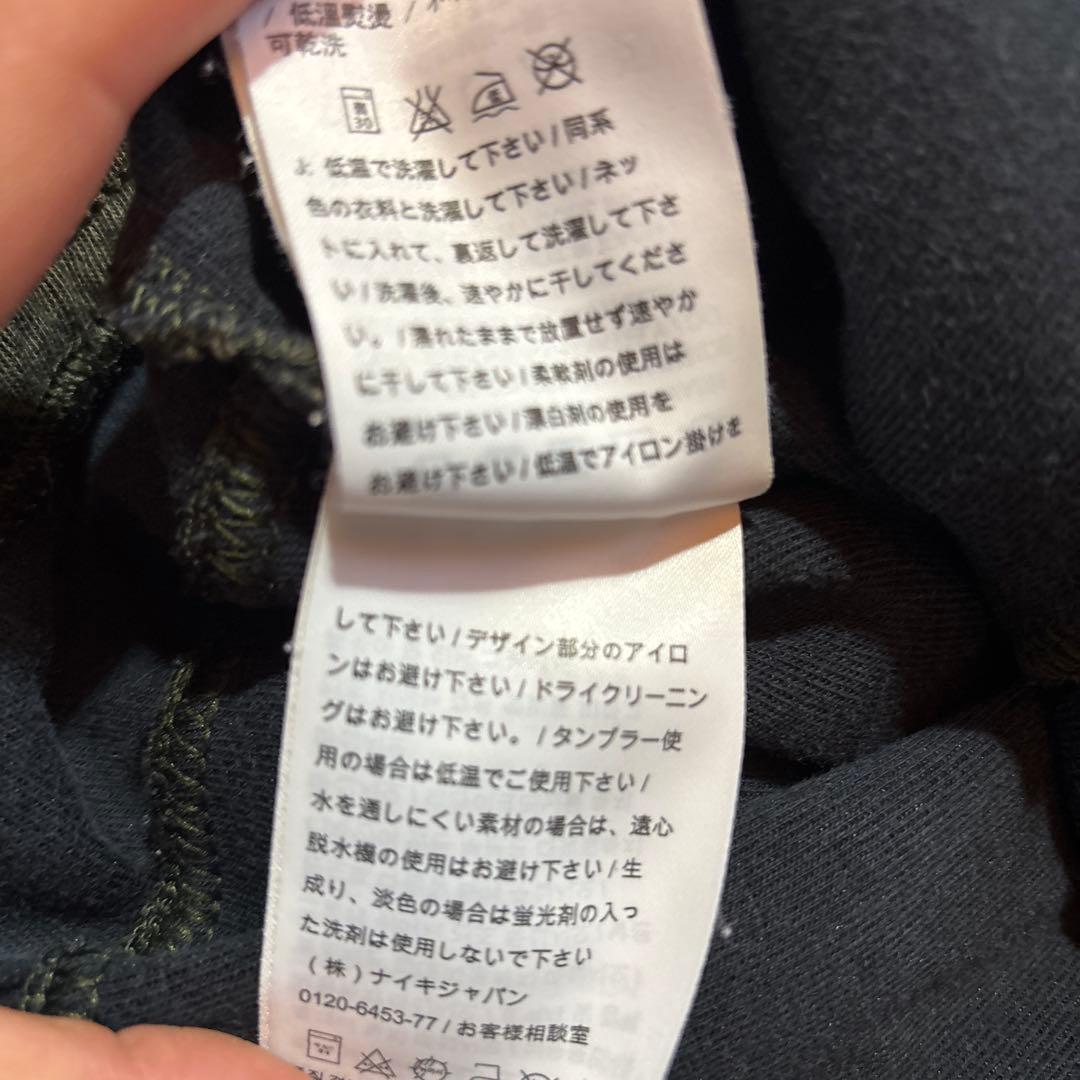 / 低溫熨燙 /
可乾洗
弱
30
低温で洗濯して下さい / 同系
色の衣料と洗濯して下さい / ネッ
トに入れて、裏返して洗濯して下さ
い / 洗濯後、速やかに干してくださ
い。 / 濡れたままで放置せず速やか
に干して下さい / 柔軟剤の使用は
お避け下さい / 漂白剤の使用を
お避け下さい / 低温でアイロン掛けを
して下さい / デザイン部分のアイロ
ンはお避け下さい / ドライクリーニン
グはお避け下さい。 / タンブラー使
用の場合は低温でご使用下さい /
水を通しにくい素材の場合は、遠心
脱水機の使用はお避け下さい / 生
成り、淡色の場合は蛍光剤の入っ
た洗剤は使用しないで下さい
( 株 ) ナイキジャパン
0120-6453-77 / お客様相談室